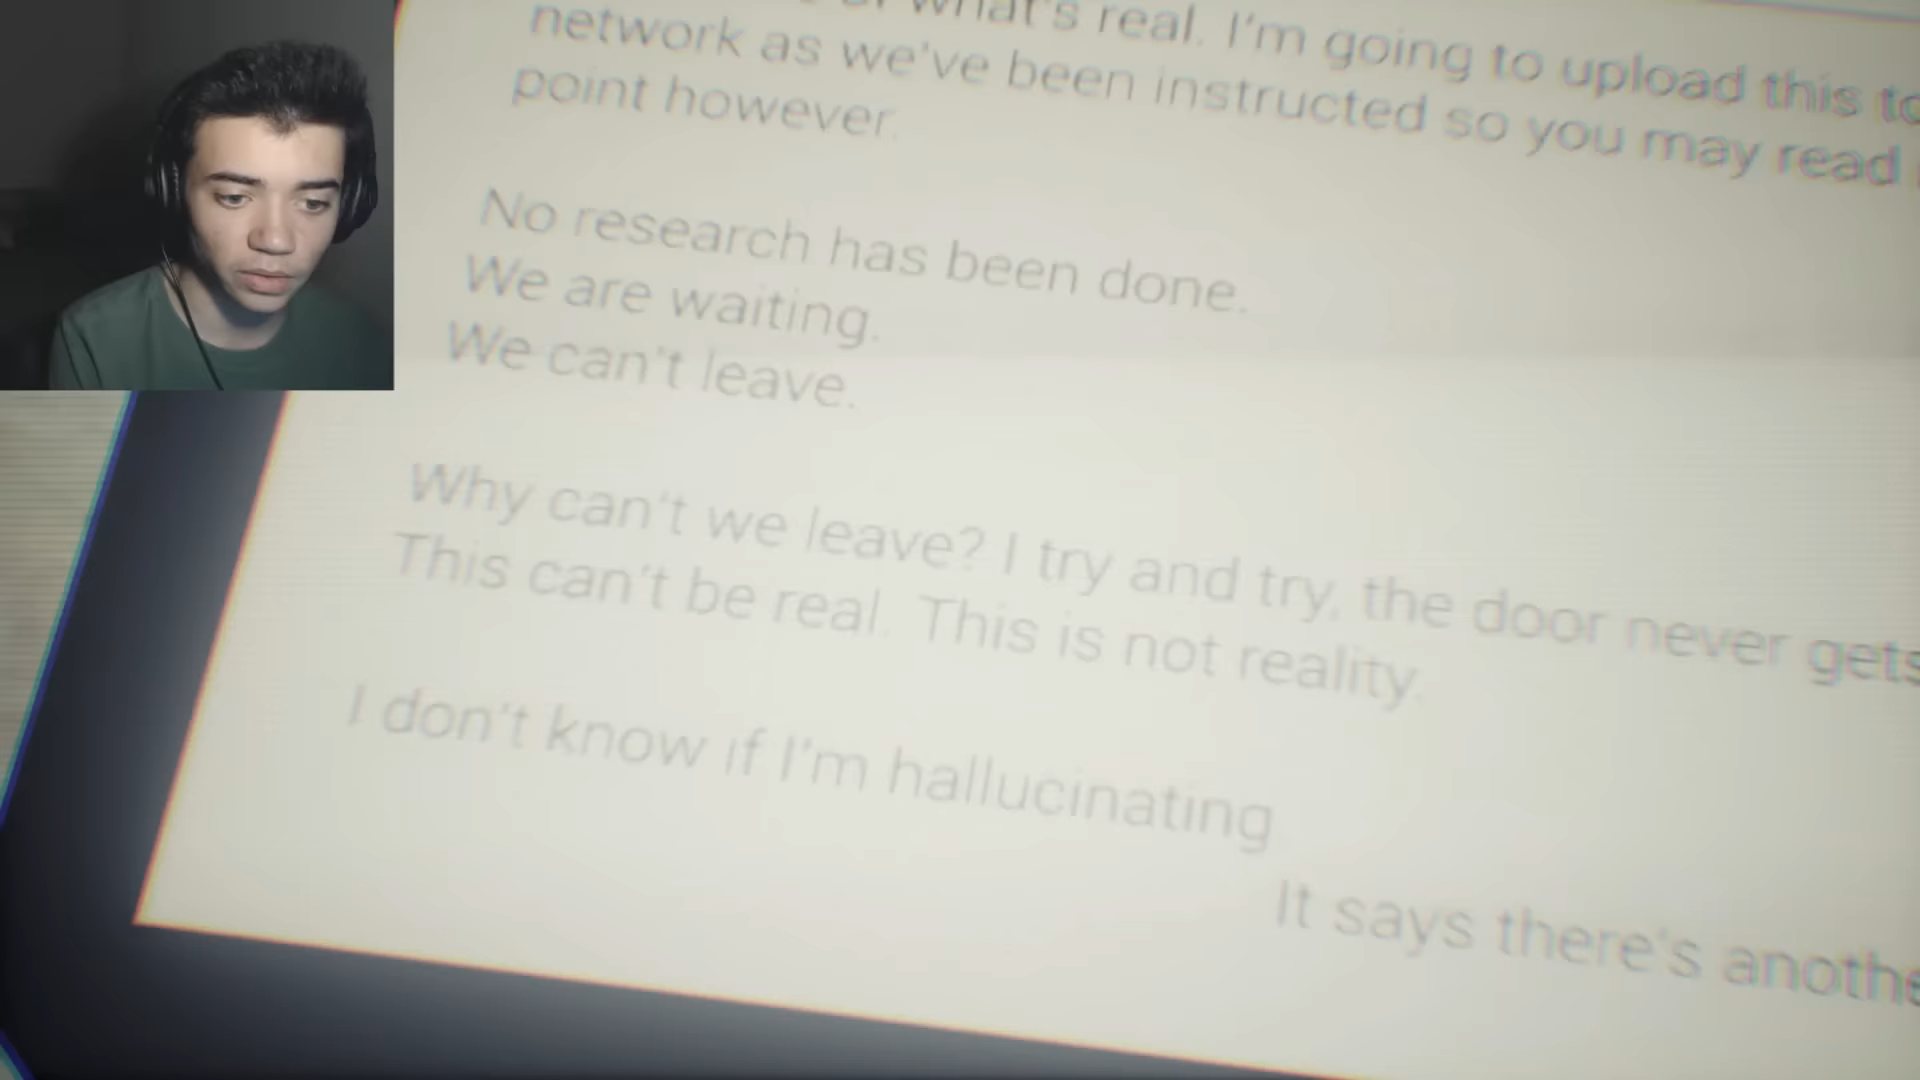 what's real. I'm going to upload this to
network as we've been instructed so you may read
point however.
No research has been done.
We are waiting.
We can't leave.
Why can't we leave? I try and try, the door never gets
This can't be real. This is not reality.
I don't know if I'm hallucinating
It says there's anothe